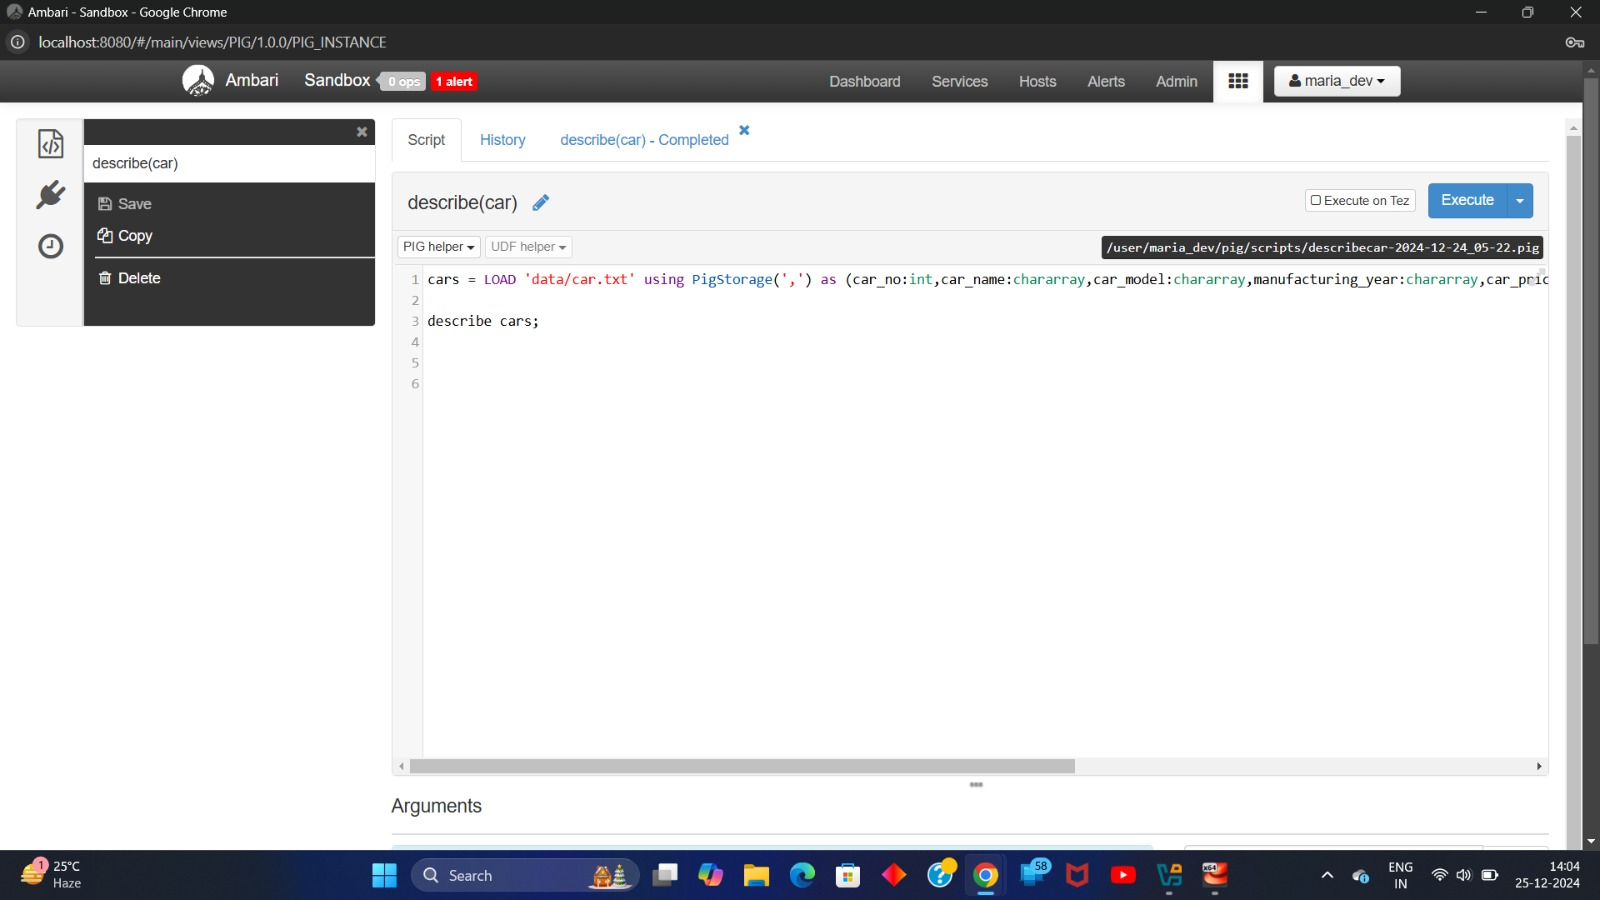 Ambari - Sandbox - Google Chrome
localhost:8080/#/main/views/PIG/1.0.0/PIG_INSTANCE
Ambari Sandbox 0 ops 1 alert Dashboard Services Hosts Alerts Admin maria_dev
describe(car)
Save
Copy
Delete
Script History describe(car) - Completed
describe(car) Execute on Tez Execute
PIG helper UDF helper /user/maria_dev/pig/scripts/describecar-2024-12-24_05-22.pig
1 cars = LOAD 'data/car.txt' using PigStorage(',') as (car_no:int,car_name:chararray,car_model:chararray,manufacturing_year:chararray,car_pric
2
3 describe cars;
4
5
6
Arguments
1 25°C
Haze
Search
58
X64
ENG
IN
14:04
25-12-2024